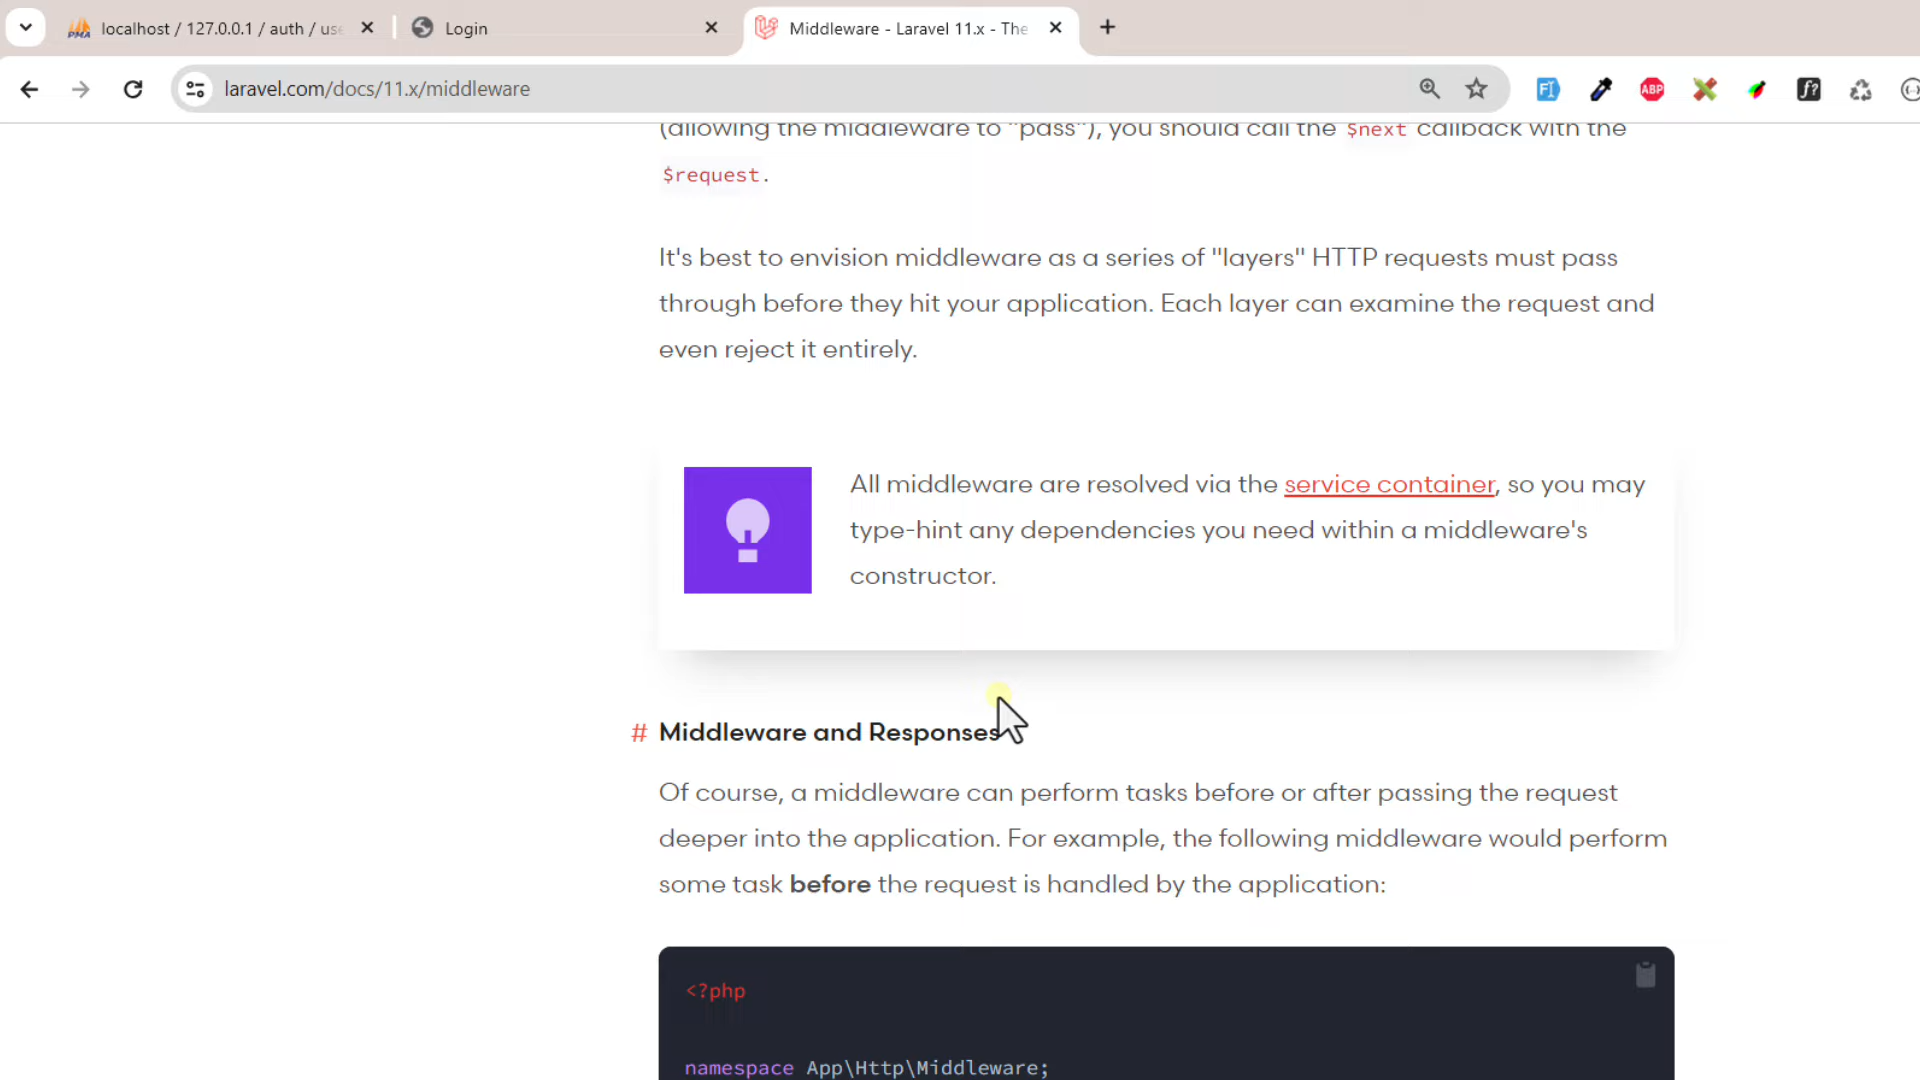 localhost / 127.0.0.1 / auth / use
Login
Middleware - Laravel 11.x - The
laravel.com/docs/11.x/middleware
(allowing the middleware to "pass"), you should call the $next callback with the
$request.
It's best to envision middleware as a series of "layers" HTTP requests must pass
through before they hit your application. Each layer can examine the request and
even reject it entirely.
All middleware are resolved via the service container, so you may
type-hint any dependencies you need within a middleware's
constructor.
# Middleware and Responses
Of course, a middleware can perform tasks before or after passing the request
deeper into the application. For example, the following middleware would perform
some task before the request is handled by the application:
<?php
namespace App\Http\Middleware;
PMA
FI
ABP
f?